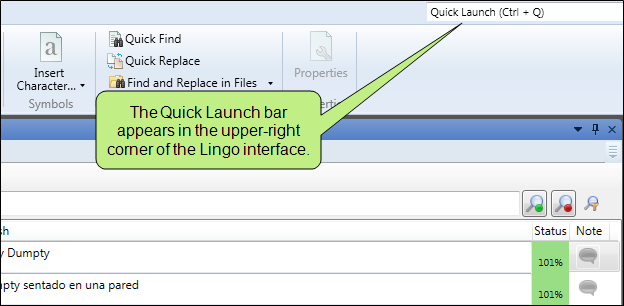 Quick Launch (Ctrl + Q)
Quick Find
Quick Replace
Find and Replace in Files
Insert
Character...
Properties
Symbols
The Quick Launch bar
appears in the upper-right
corner of the Lingo interface.
Status Note
y Dumpty
101%
pty sentado en una pared
101%